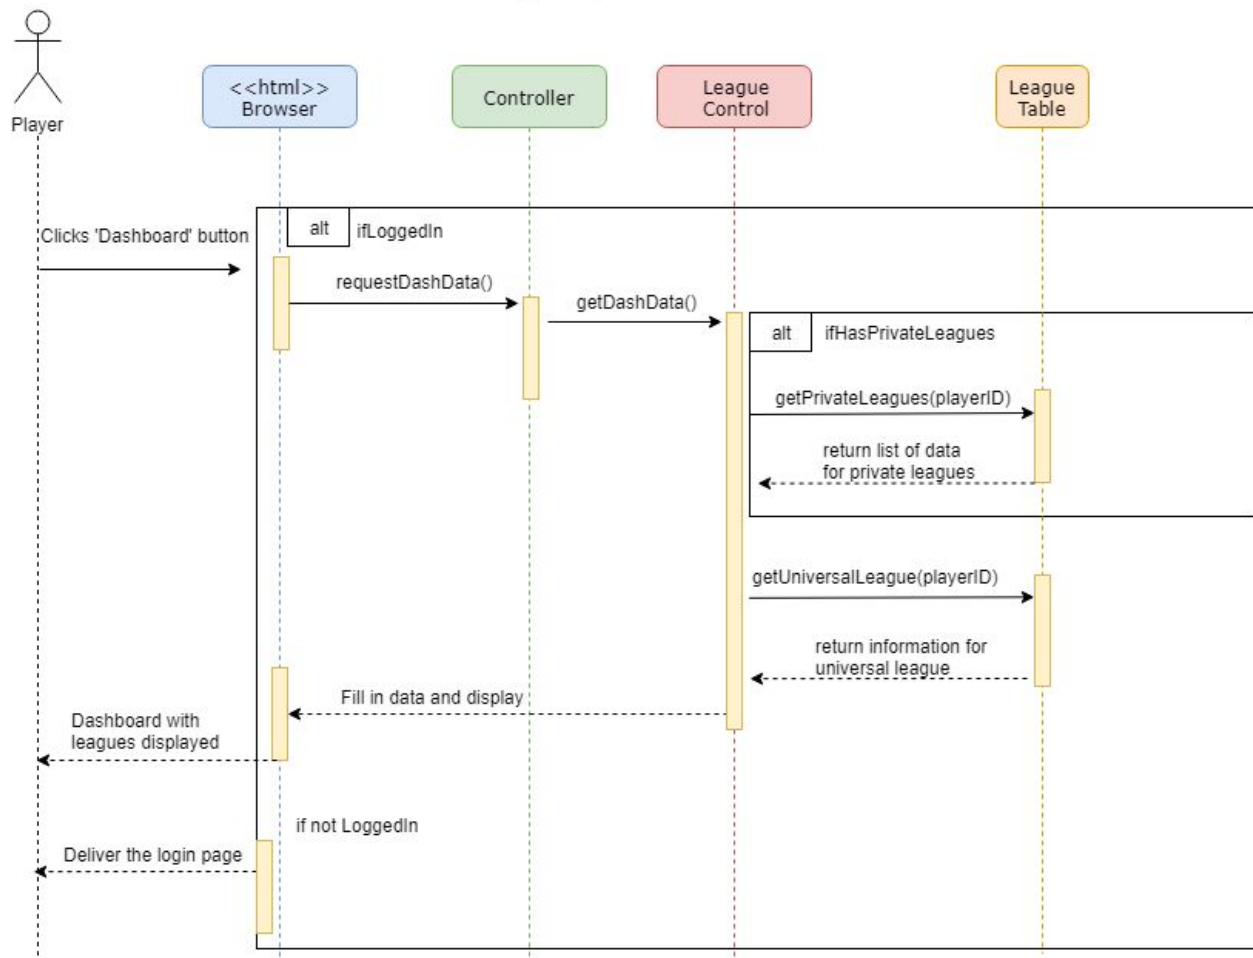 Player
<<html>>
Browser
Controller
League
Control
League
Table
alt
ifLoggedIn
Clicks 'Dashboard' button
requestDashData()
getDashData()
alt
ifHasPrivateLeagues
getPrivateLeagues(playerID)
return list of data
for private leagues
getUniversalLeague(playerID)
return information for
universal league
Fill in data and display
Dashboard with
leagues displayed
if not LoggedIn
Deliver the login page